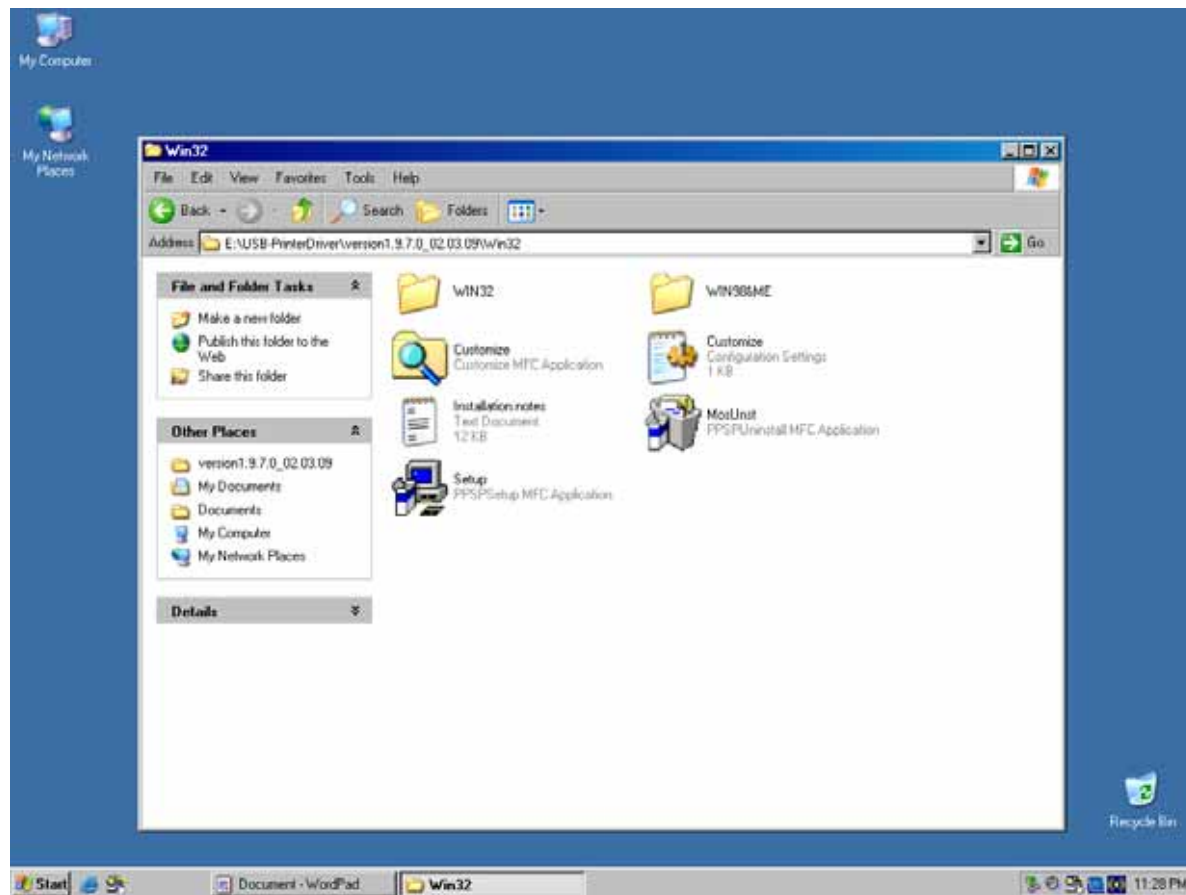 My Computer
My Network
Places
Win32
File Edit View Favorites Tools Help
Back Search Folders
Address E:\USB-PrinterDriver\version1.9.7.0_02.03.09\Win32 Go
File and Folder Tasks
Make a new folder
Publish this folder to the
Web
Share this folder
Other Places
version1.9.7.0_02.03.09
My Documents
Documents
My Computer
My Network Places
Details
WIN32
WIN98&ME
Customize
Customize MFC Application
Customize
Configuration Settings
1 KB
Installation notes
Text Document
12 KB
MosUnst
PPSPUninstall MFC Application
Setup
PPSPSetup MFC Application
Recycle Bin
Start Document - WordPad Win32 11:28 PM